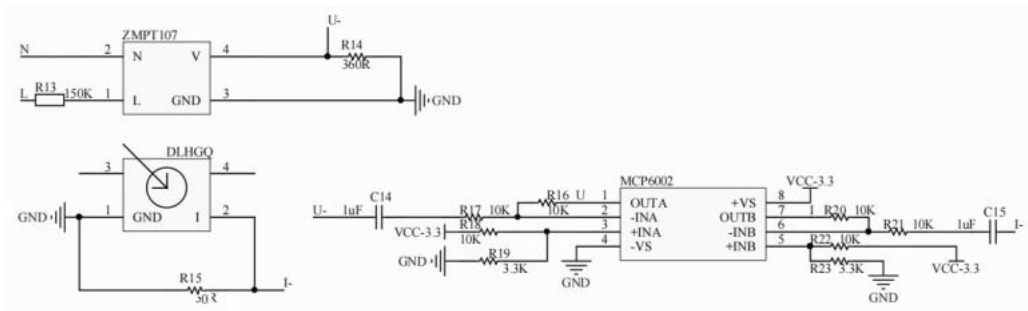 U-
ZMPT107
N 2 N V 4 R14
360R
L R13 150K 1 L GND 3 GND
DLHGQ
3 4
GND 1 GND I 2
R15 I-
50R
MCP6002
U- 1uF C14 R16 U 1 OUTA +VS 8 VCC-3.3
R17 10K 10K 2 -INA OUTB 7 I R20 10K C15
VCC-3.3 R18 3 +INA -INB 6 R21 10K 1uF I-
10K
GND R19 4 -VS +INB 5 R22 10K
3.3K R23 3.3K VCC-3.3
GND GND